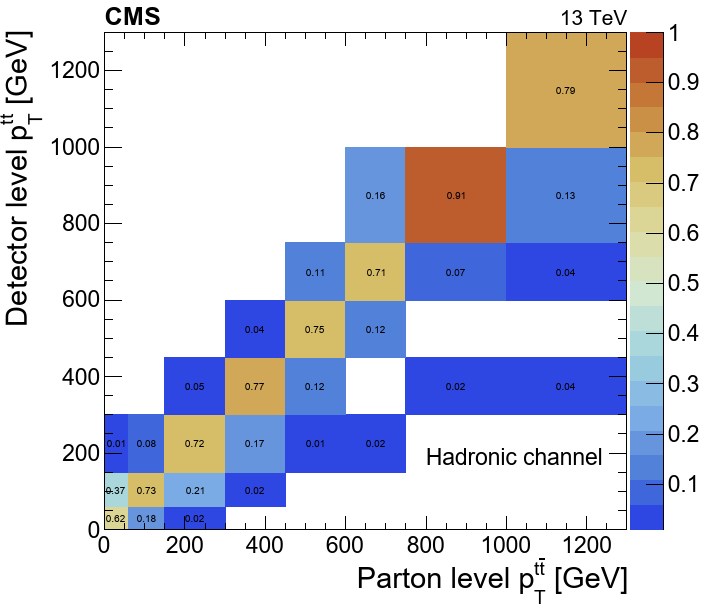 CMS 13 TeV
Detector level p_T^{tt̄} [GeV]
1200
1000
800
600
400
200
0
0.79
0.16 0.91 0.13
0.11 0.71 0.07 0.04
0.04 0.75 0.12
0.05 0.77 0.12 0.02 0.04
0.01 0.08 0.72 0.17 0.01 0.02
Hadronic channel
0.37 0.73 0.21 0.02
0.62 0.18 0.02
0 200 400 600 800 1000 1200
Parton level p_T^{tt̄} [GeV]
1
0.9
0.8
0.7
0.6
0.5
0.4
0.3
0.2
0.1